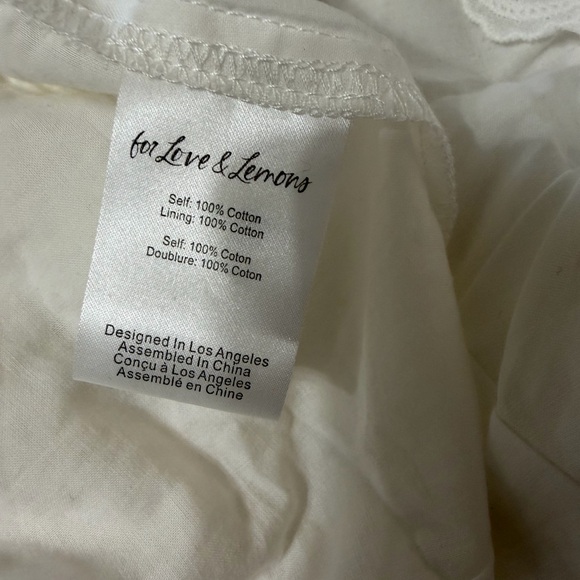 for Love & Lemons
Self: 100% Cotton
Lining: 100% Cotton
Self: 100% Coton
Doublure: 100% Coton
Designed In Los Angeles
Assembled In China
Conçu à Los Angeles
Assemblé en Chine